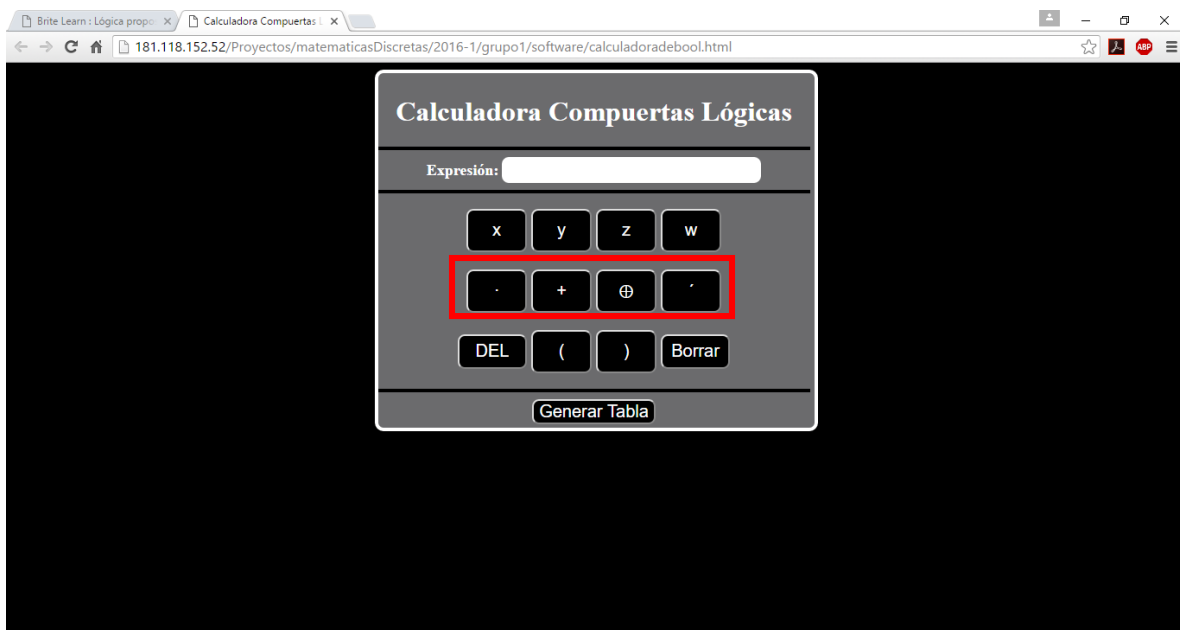 Brite Learn : Lógica propo
Calculadora Compuertas L
181.118.152.52/Proyectos/matematicasDiscretas/2016-1/grupo1/software/calculadoradebool.html
ABP
Calculadora Compuertas Lógicas
Expresión:
x y z w
· + ⊕ ´
DEL ( ) Borrar
Generar Tabla